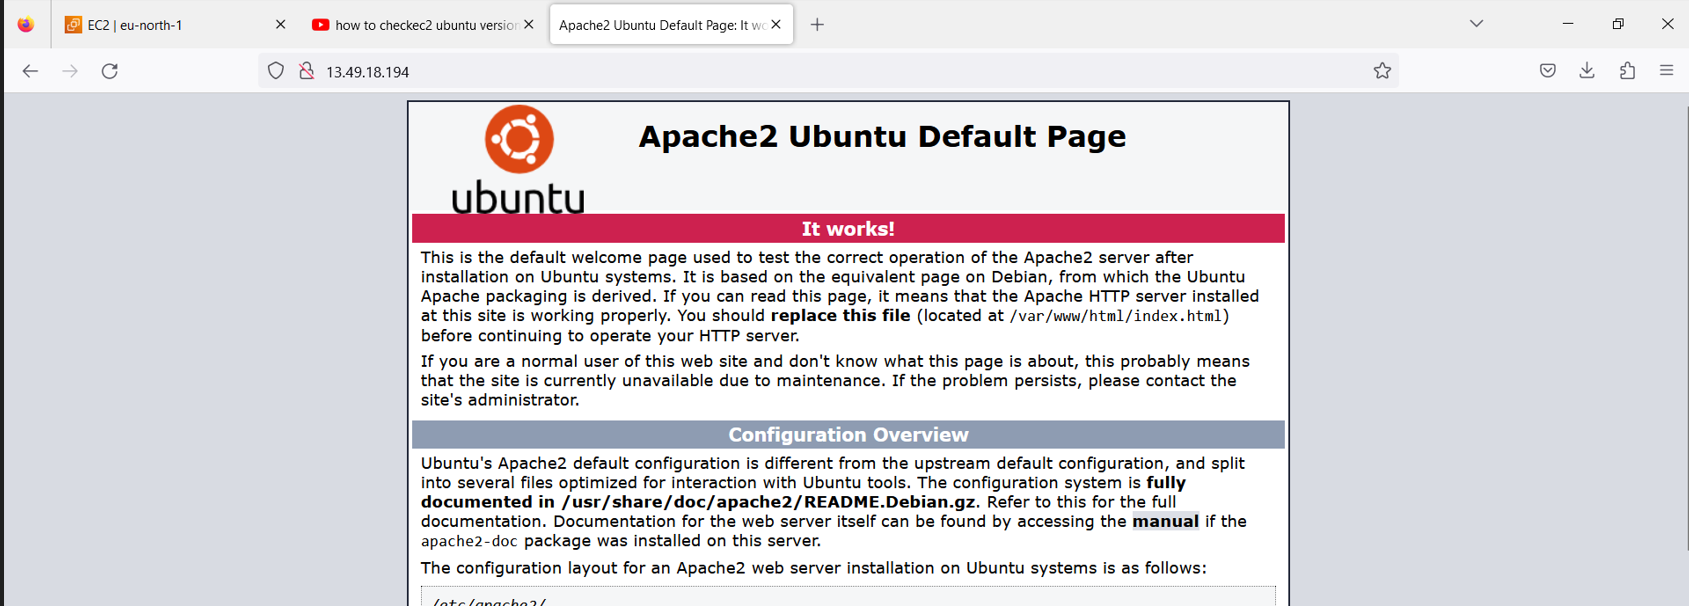 EC2 | eu-north-1
how to checkec2 ubuntu version
Apache2 Ubuntu Default Page: It wo
13.49.18.194
ubuntu
Apache2 Ubuntu Default Page
It works!
This is the default welcome page used to test the correct operation of the Apache2 server after
installation on Ubuntu systems. It is based on the equivalent page on Debian, from which the Ubuntu
Apache packaging is derived. If you can read this page, it means that the Apache HTTP server installed
at this site is working properly. You should replace this file (located at /var/www/html/index.html)
before continuing to operate your HTTP server.
If you are a normal user of this web site and don't know what this page is about, this probably means
that the site is currently unavailable due to maintenance. If the problem persists, please contact the
site's administrator.
Configuration Overview
Ubuntu's Apache2 default configuration is different from the upstream default configuration, and split
into several files optimized for interaction with Ubuntu tools. The configuration system is fully
documented in /usr/share/doc/apache2/README.Debian.gz. Refer to this for the full
documentation. Documentation for the web server itself can be found by accessing the manual if the
apache2-doc package was installed on this server.
The configuration layout for an Apache2 web server installation on Ubuntu systems is as follows:
/etc/apache2/